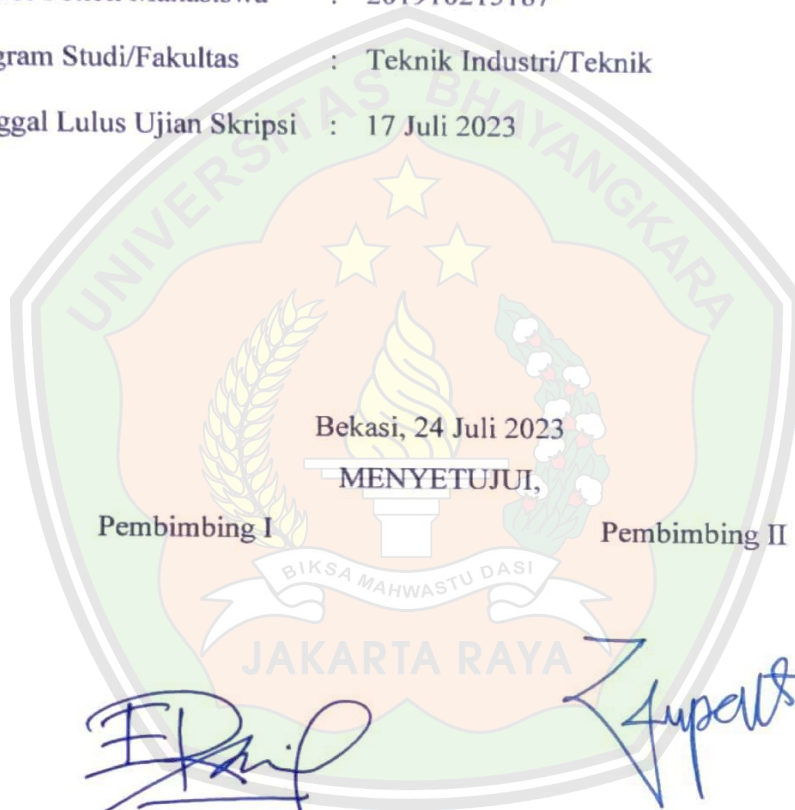 : 201910215187
gram Studi/Fakultas : Teknik Industri/Teknik
ggal Lulus Ujian Skripsi : 17 Juli 2023
UNIVERSITAS BHAYANGKARA
Bekasi, 24 Juli 2023
MENYETUJUI,
Pembimbing I Pembimbing II
BIKSA MAHWASTU DASI
JAKARTA RAYA